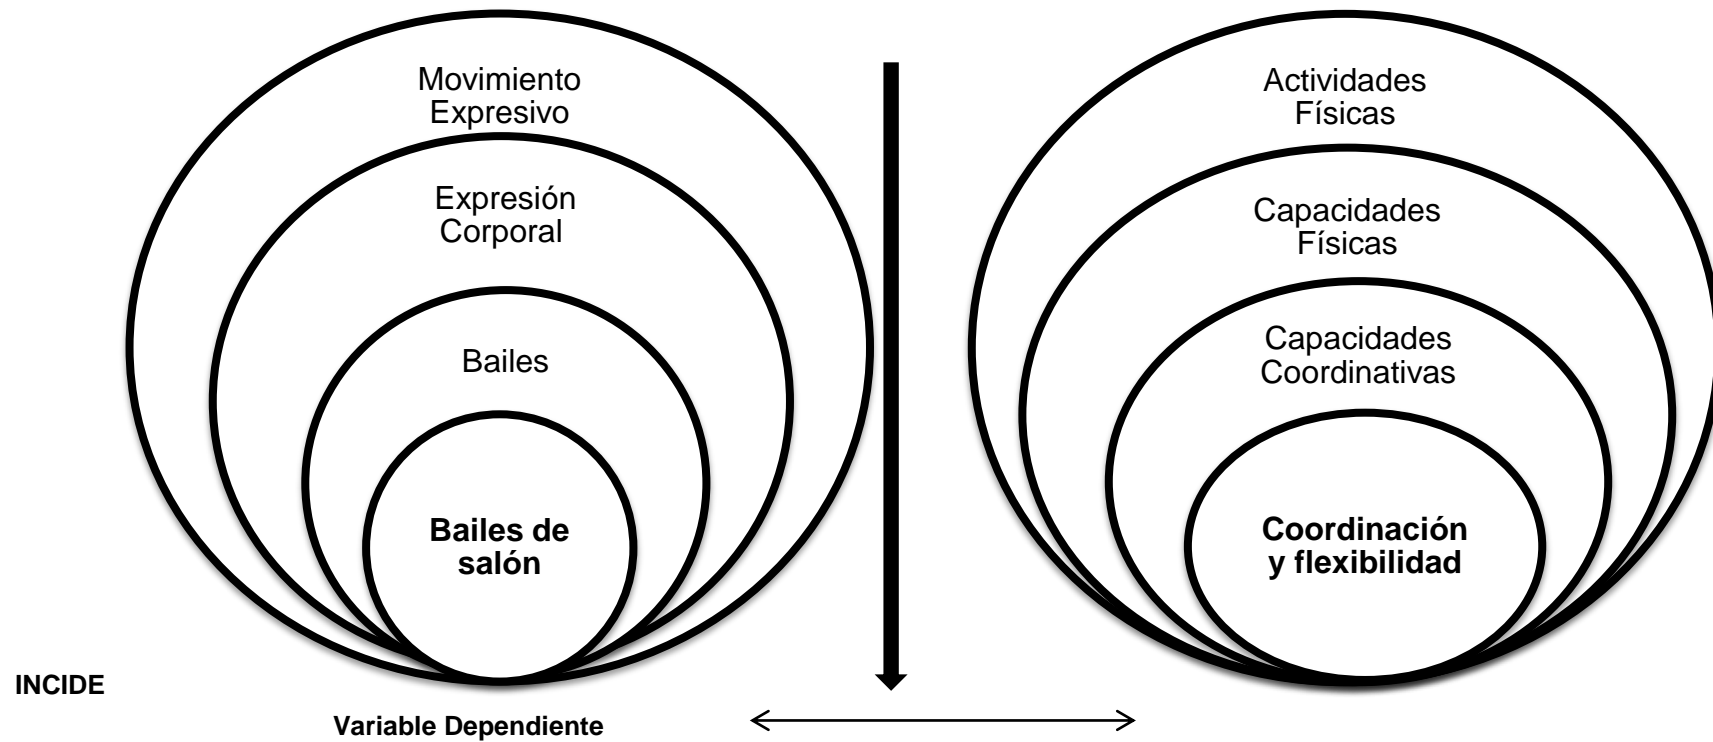 Movimiento
Expresivo
Expresión
Corporal
Bailes
Bailes de
salón
Actividades
Físicas
Capacidades
Físicas
Capacidades
Coordinativas
Coordinación
y flexibilidad
INCIDE
Variable Dependiente